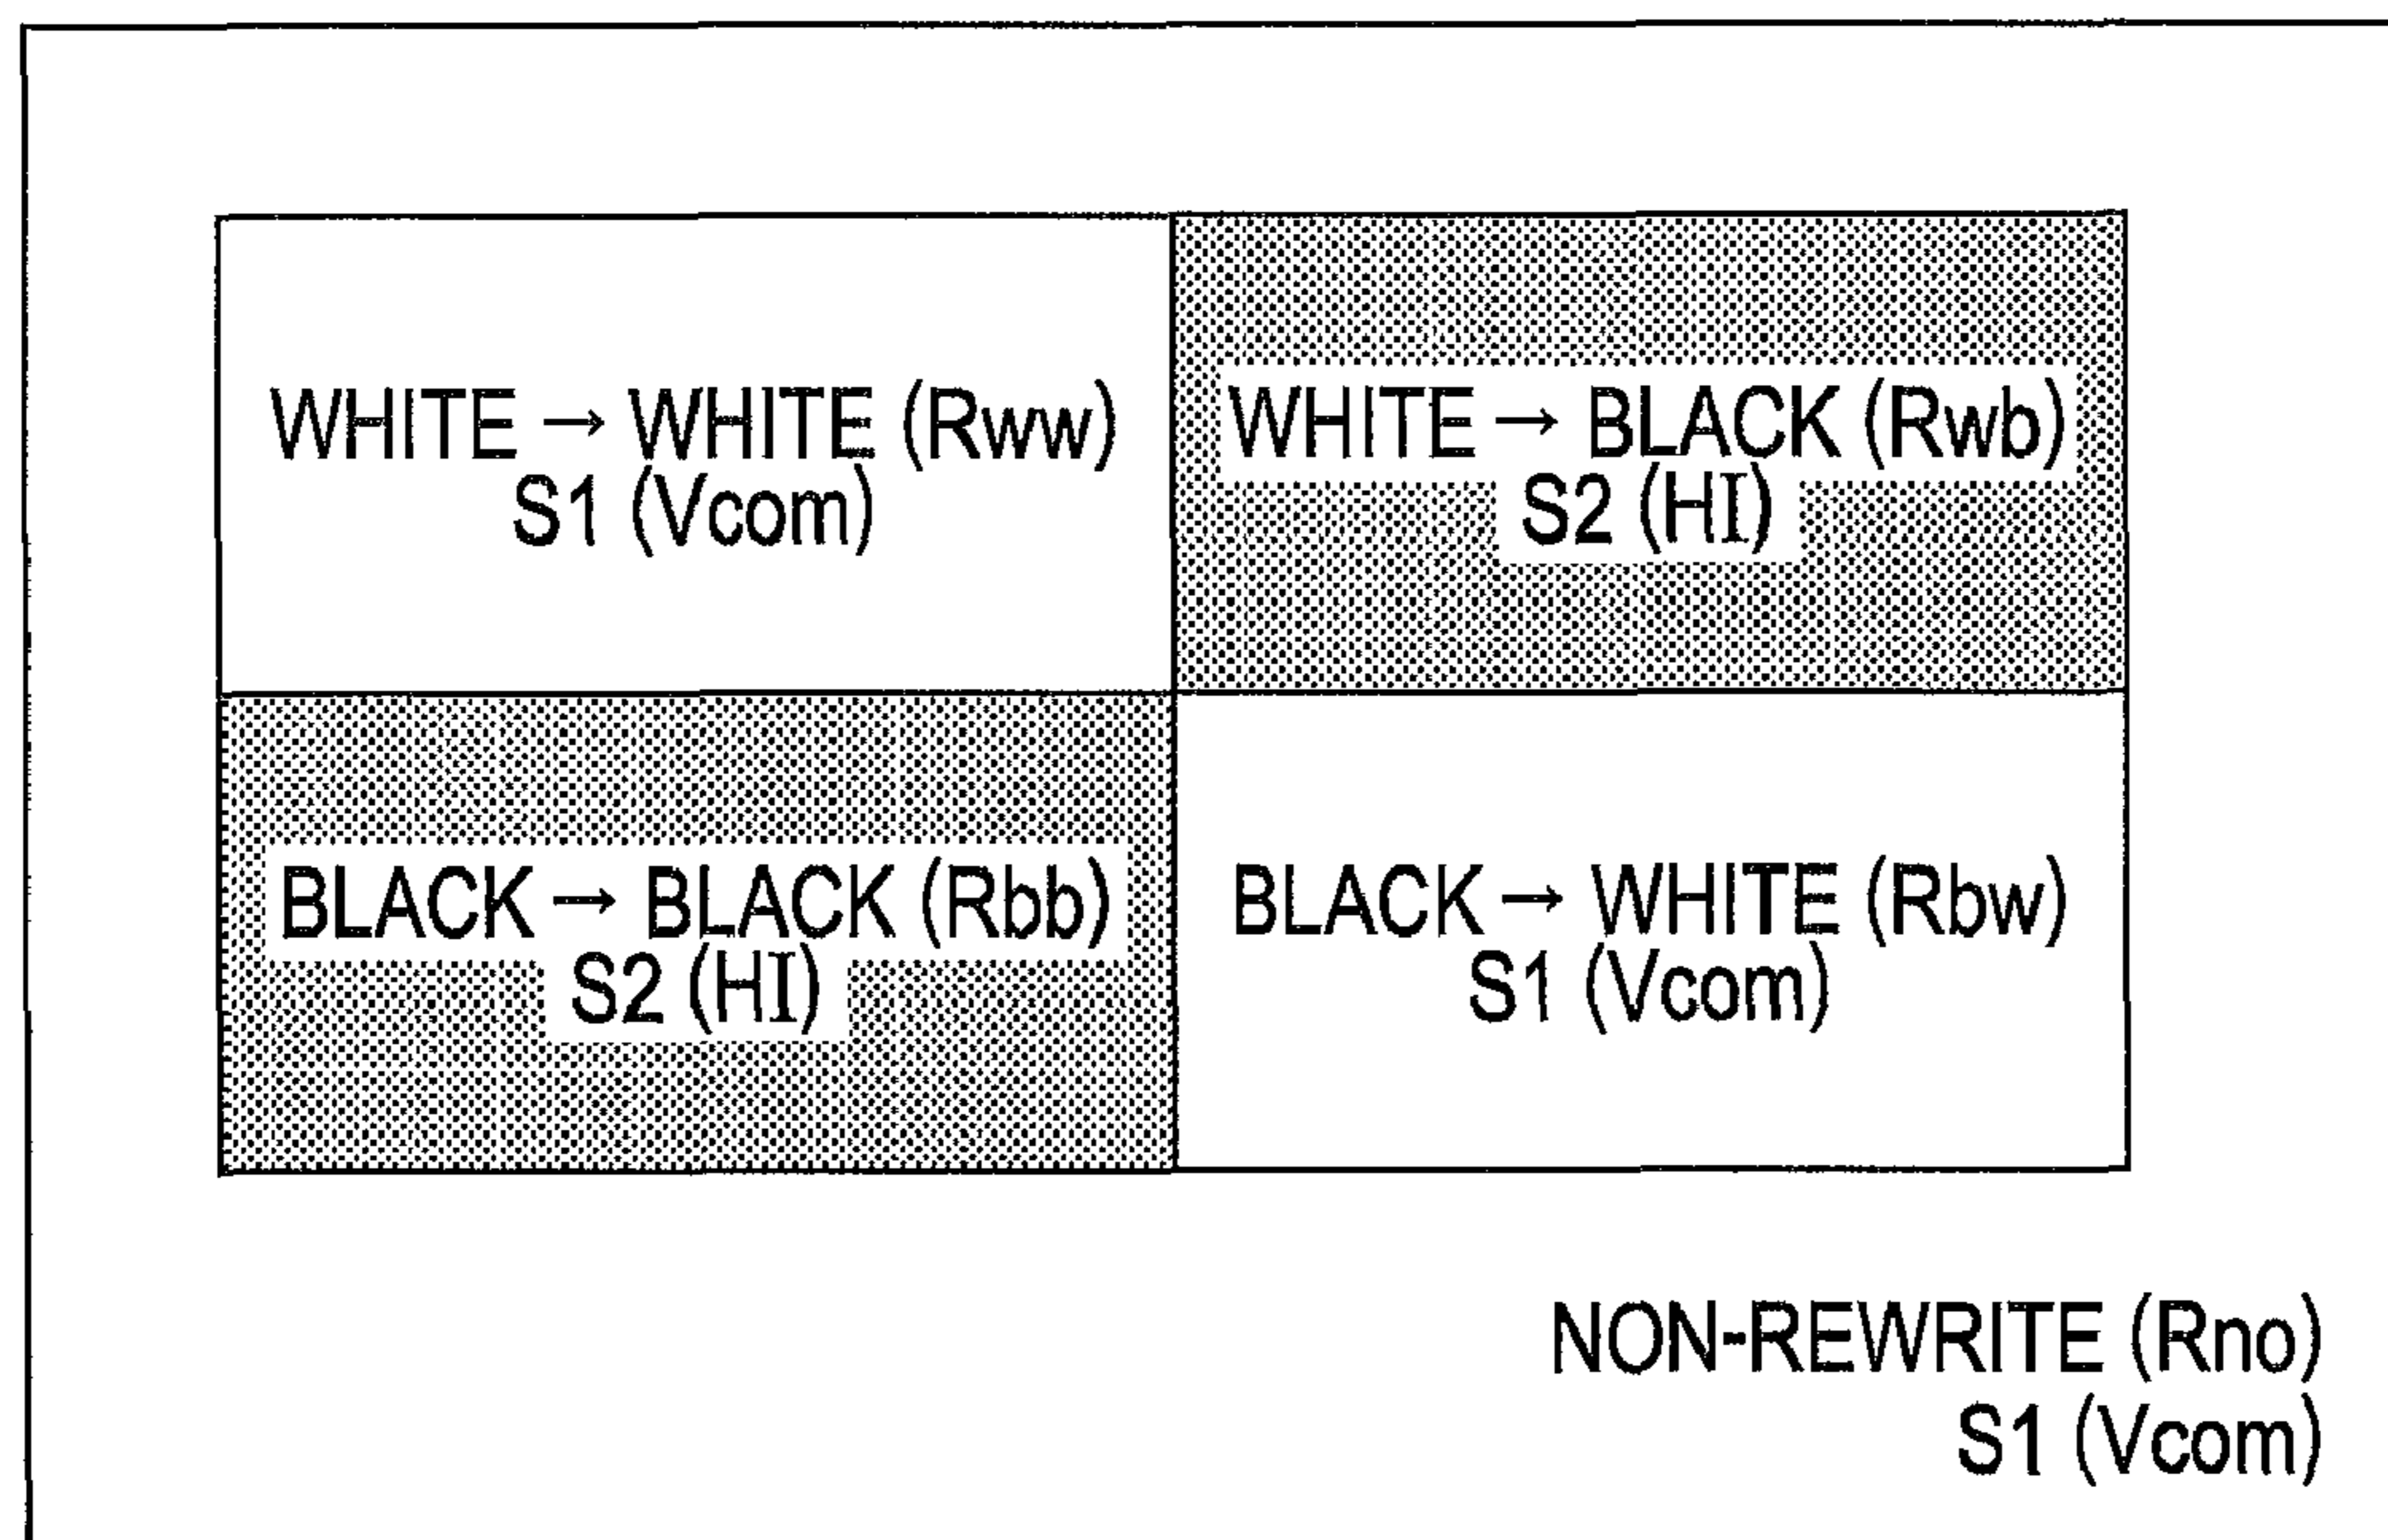 WHITE → WHITE (Rww)
S1 (Vcom)
WHITE → BLACK (Rwb)
S2 (HI)
BLACK → BLACK (Rbb)
S2 (HI)
BLACK → WHITE (Rbw)
S1 (Vcom)
NON-REWRITE (Rno)
S1 (Vcom)